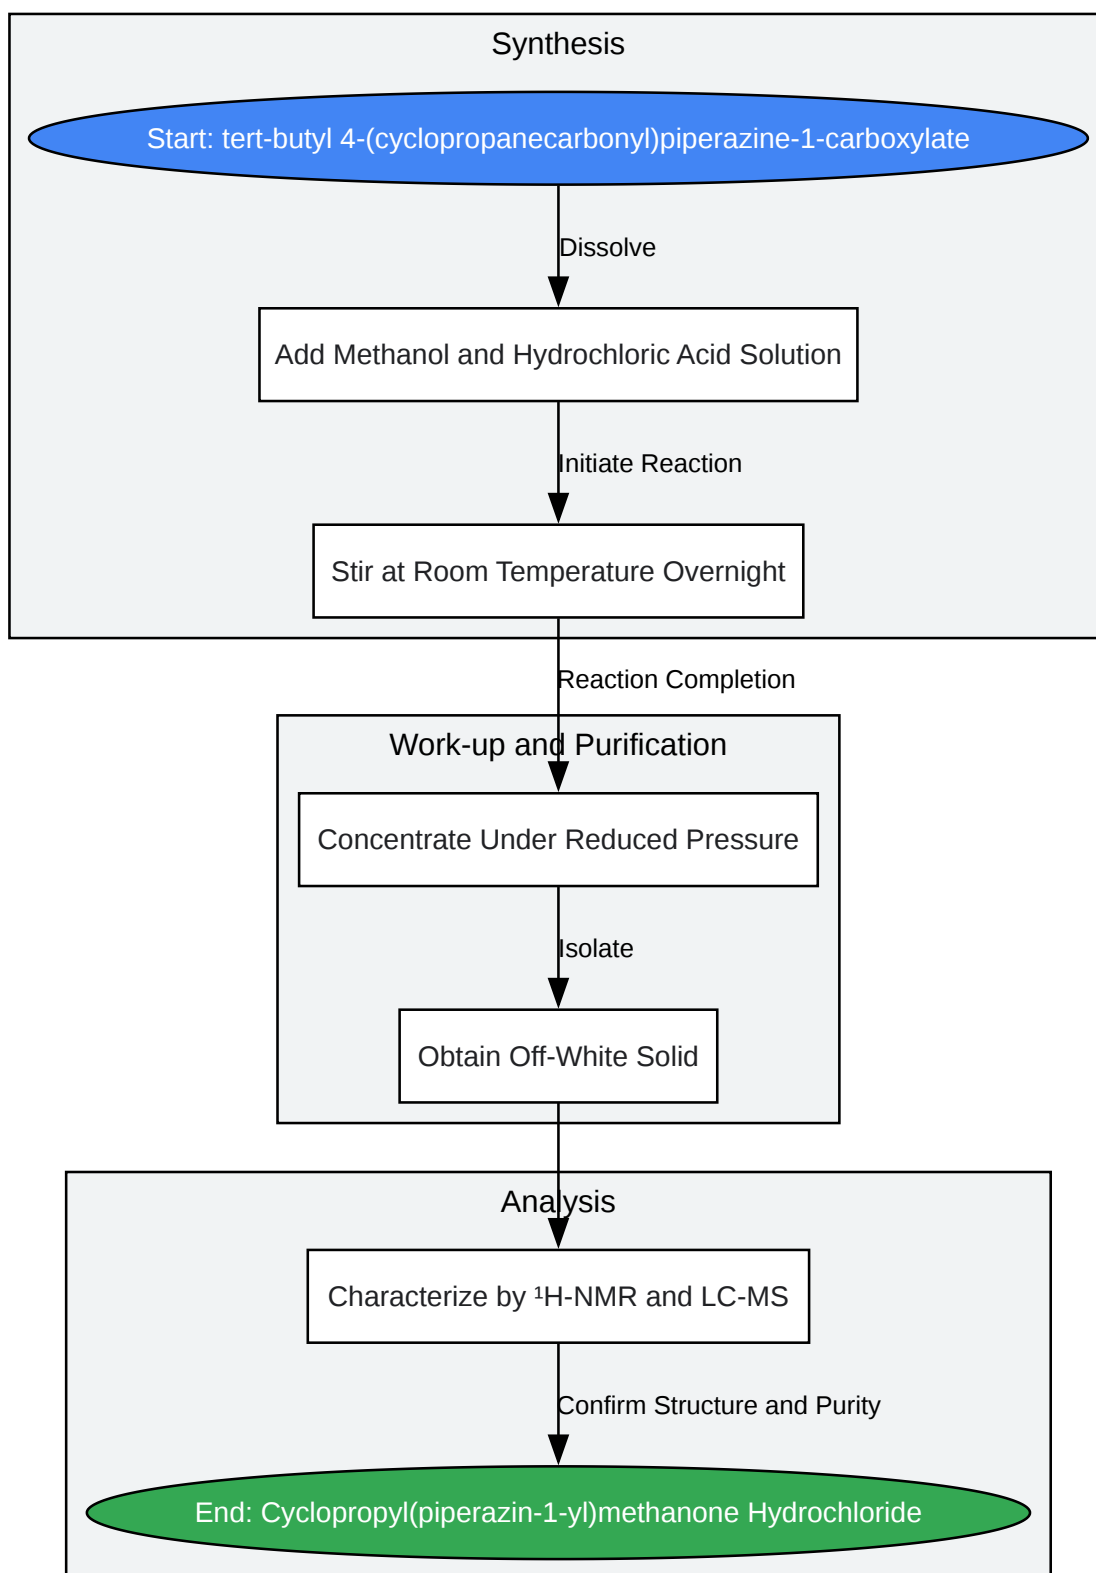 Synthesis
Start: tert-butyl 4-(cyclopropanecarbonyl)piperazine-1-carboxylate
Dissolve
Add Methanol and Hydrochloric Acid Solution
Initiate Reaction
Stir at Room Temperature Overnight
Reaction Completion
Work-up and Purification
Concentrate Under Reduced Pressure
Isolate
Obtain Off-White Solid
Analysis
Characterize by ¹H-NMR and LC-MS
Confirm Structure and Purity
End: Cyclopropyl(piperazin-1-yl)methanone Hydrochloride